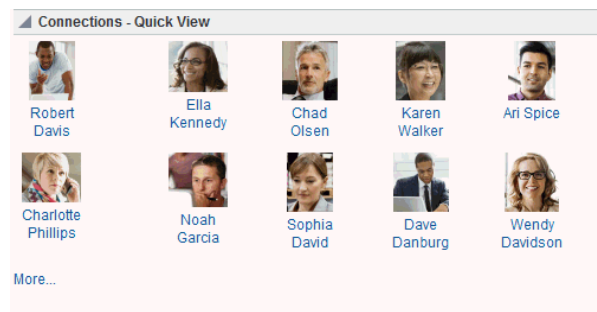 Connections - Quick View
Robert
Davis
Ella
Kennedy
Chad
Olsen
Karen
Walker
Ari Spice
Charlotte
Phillips
Noah
Garcia
Sophia
David
Dave
Danburg
Wendy
Davidson
More...